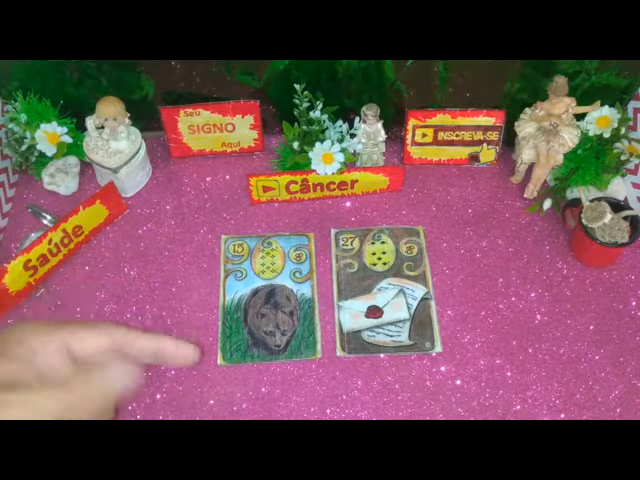 Seu
SIGNO
Aqui
INSCREVA-SE
Câncer
Saúde
15
27